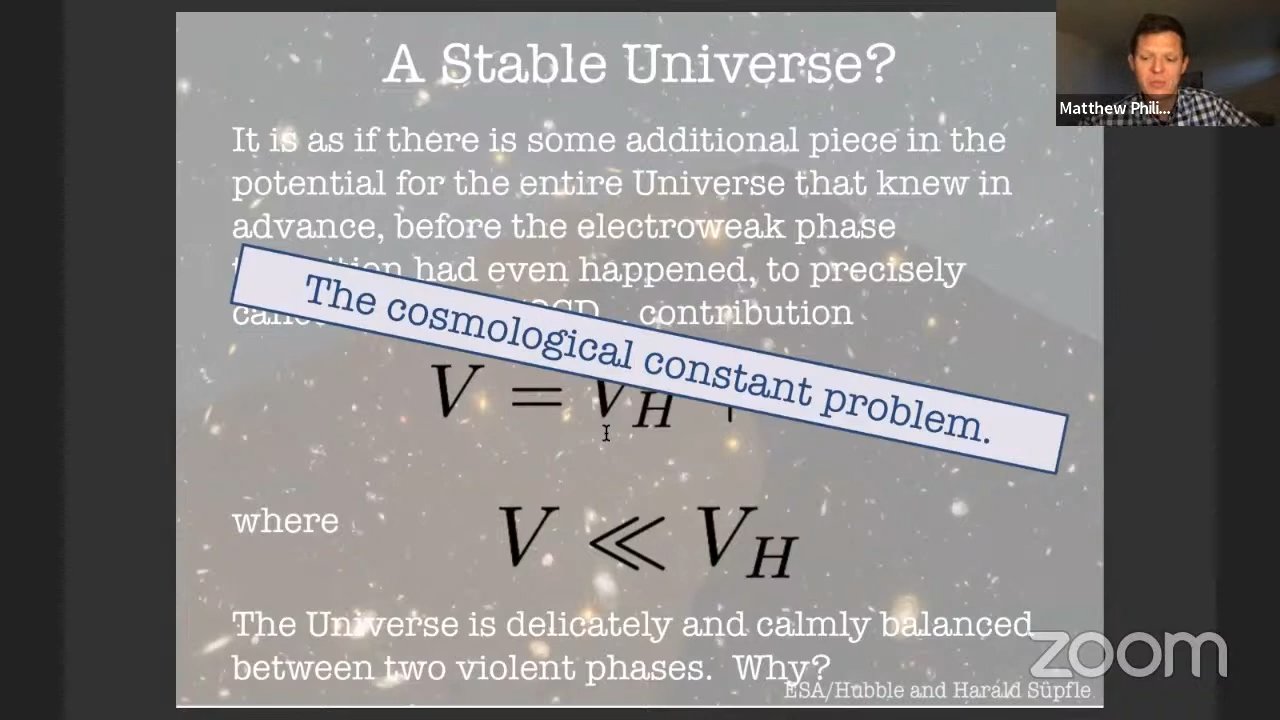 A Stable Universe?
Matthew Phili...
It is as if there is some additional piece in the
potential for the entire Universe that knew in
advance, before the electroweak phase
had even happened, to precisely
contribution
The cosmological constant problem.
V = V_H
where
V ≪ V_H
The Universe is delicately and calmly balanced
between two violent phases. Why?
zoom
ESA/Hubble and Harald Süpfle